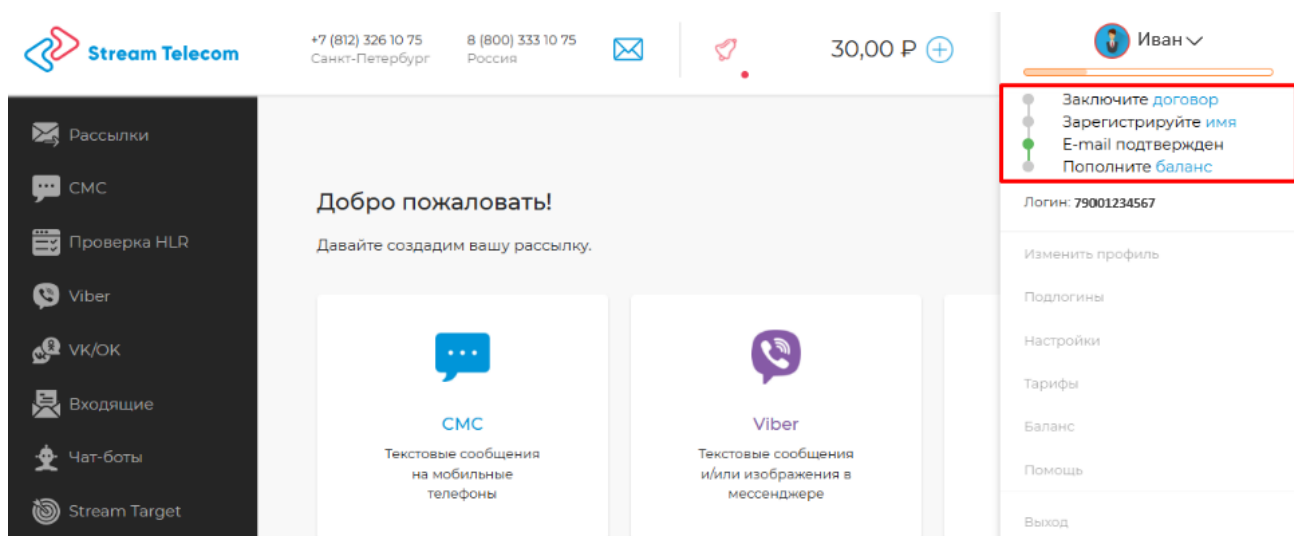 Stream Telecom
+7 (812) 326 10 75
Санкт-Петербург
8 (800) 333 10 75
Россия
30,00 ₽
Иван
Рассылки
СМС
Проверка HLR
Viber
VK/OK
Входящие
Чат-боты
Stream Target
Добро пожаловать!
Давайте создадим вашу рассылку.
СМС
Текстовые сообщения
на мобильные
телефоны
Viber
Текстовые сообщения
и/или изображения в
мессенджере
Заключите договор
Зарегистрируйте имя
E-mail подтвержден
Пополните баланс
Логин: 79001234567
Изменить профиль
Подлогины
Настройки
Тарифы
Баланс
Помощь
Выход